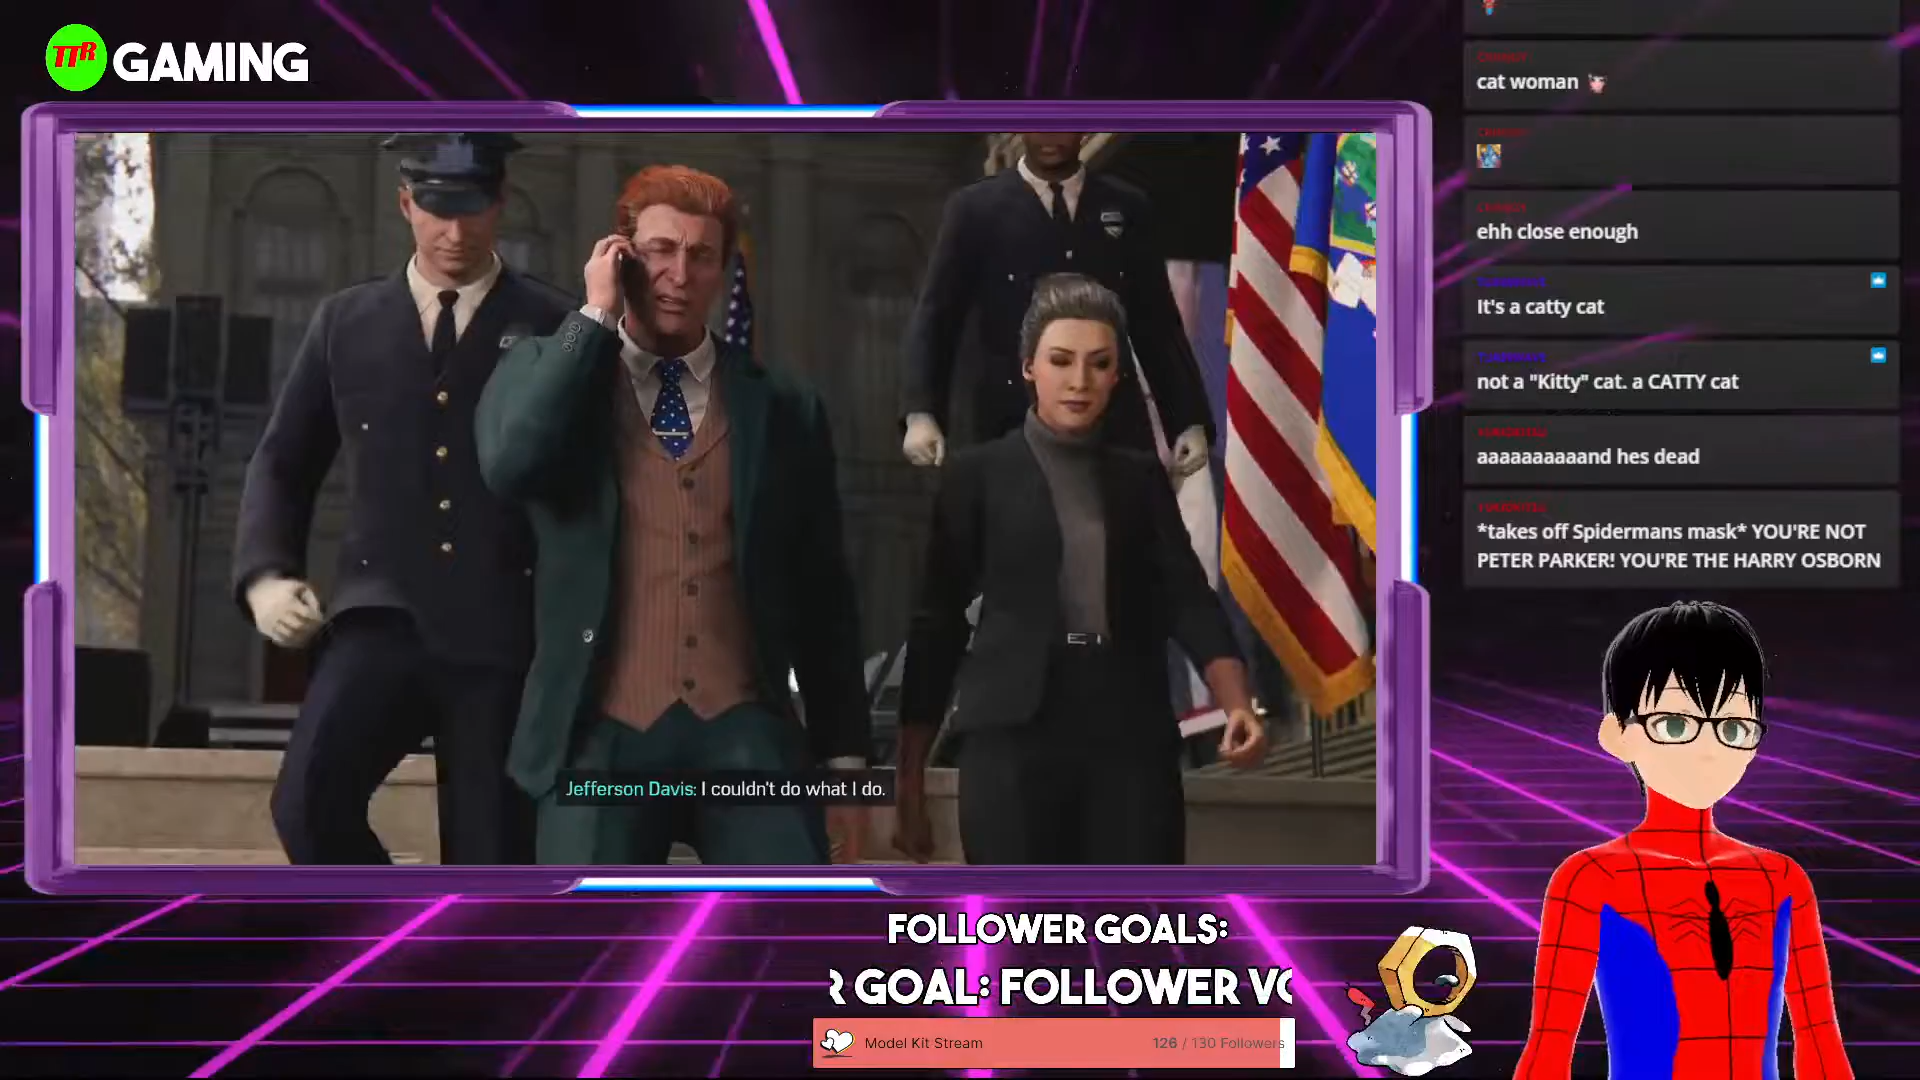 TTR GAMING
cat woman
ehh close enough
It's a catty cat
not a "Kitty" cat. a CATTY cat
aaaaaaaaaand hes dead
*takes off Spidermans mask* YOU'RE NOT
PETER PARKER! YOU'RE THE HARRY OSBORN
Jefferson Davis: I couldn't do what I do.
FOLLOWER GOALS:
R GOAL: FOLLOWER VO
Model Kit Stream 126 / 130 Followers